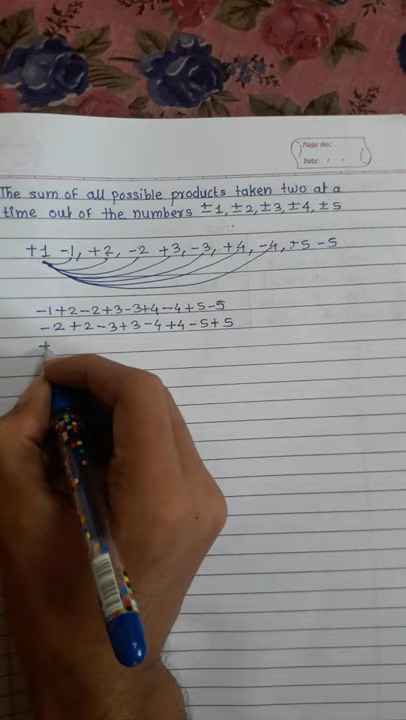 Page No.:
Date: / /
The sum of all possible products taken two at a
time out of the numbers ±1, ±2, ±3, ±4, ±5
+1 -1, +2, -2 +3, -3, +4, -4, +5 -5
-1+2-2+3-3+4-4+5-5
-2+2-3+3-4+4-5+5
+